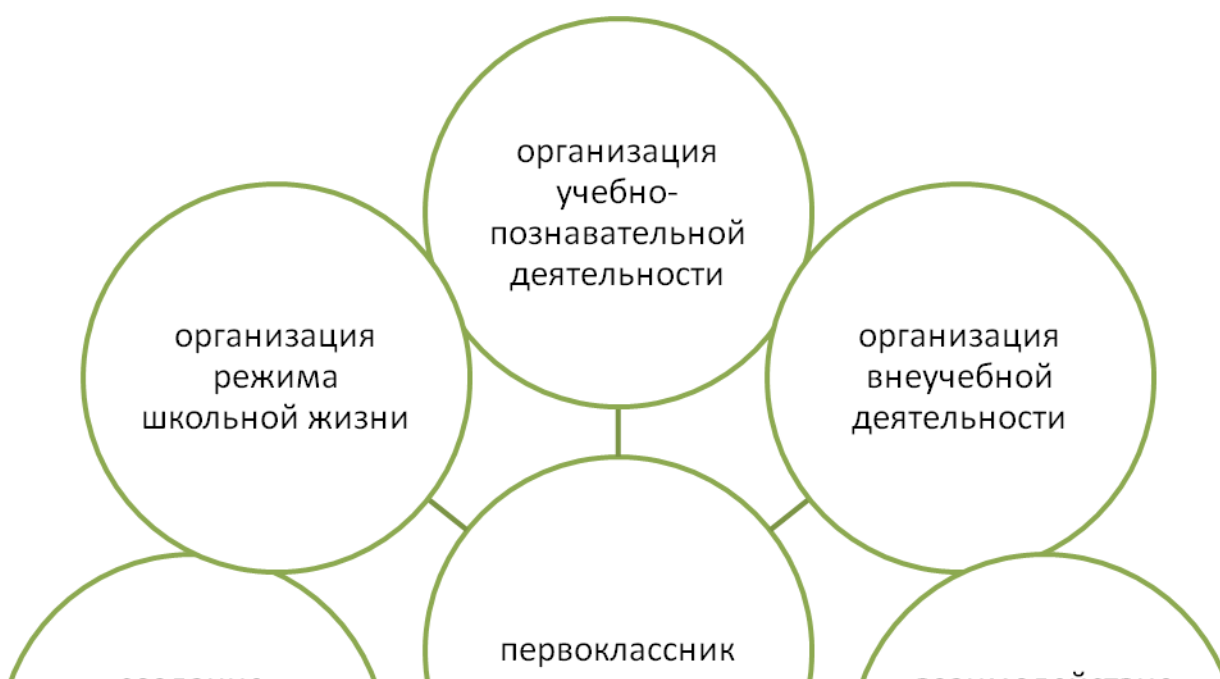 организация
учебно-
познавательной
деятельности
организация
режима
школьной жизни
организация
внеучебной
деятельности
первоклассник